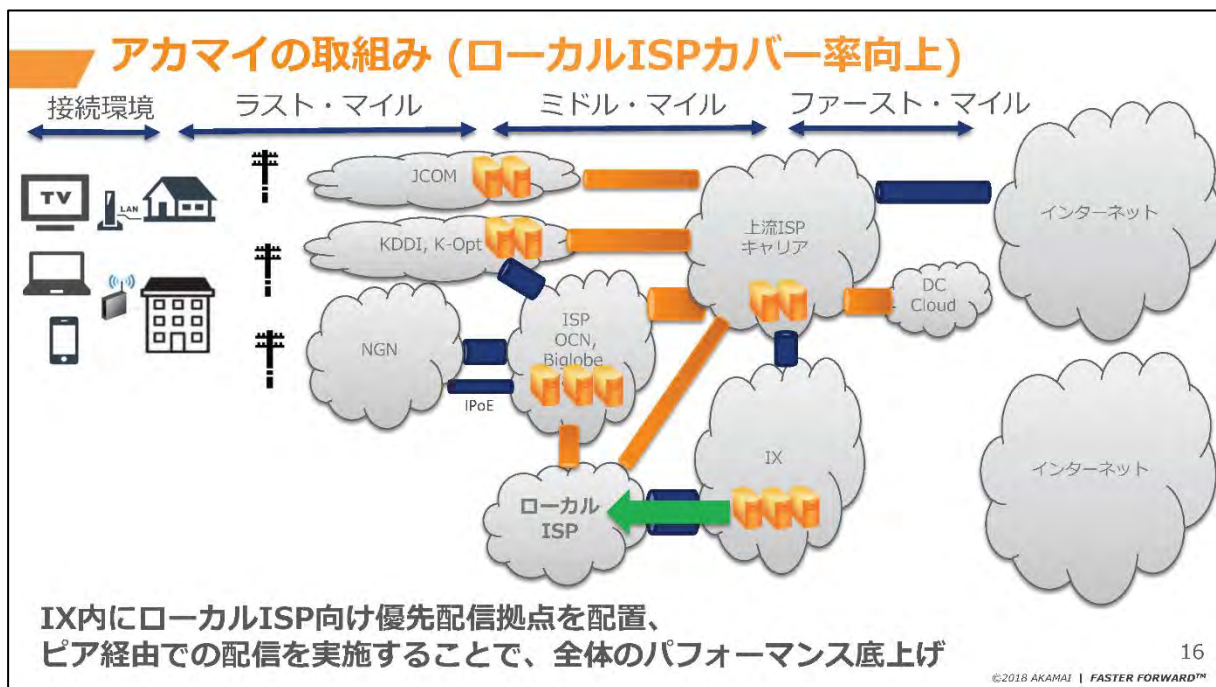 アカマイの取組み (ローカルISPカバー率向上)
接続環境
ラスト・マイル
ミドル・マイル
ファースト・マイル
TV
LAN
JCOM
KDDI, K-Opt
NGN
IPoE
ISP
OCN,
Biglobe
上流ISP
キャリア
DC
Cloud
インターネット
IX
ローカル
ISP
インターネット
IX内にローカルISP向け優先配信拠点を配置、
ピア経由での配信を実施することで、全体のパフォーマンス底上げ
16
©2018 AKAMAI | FASTER FORWARD™